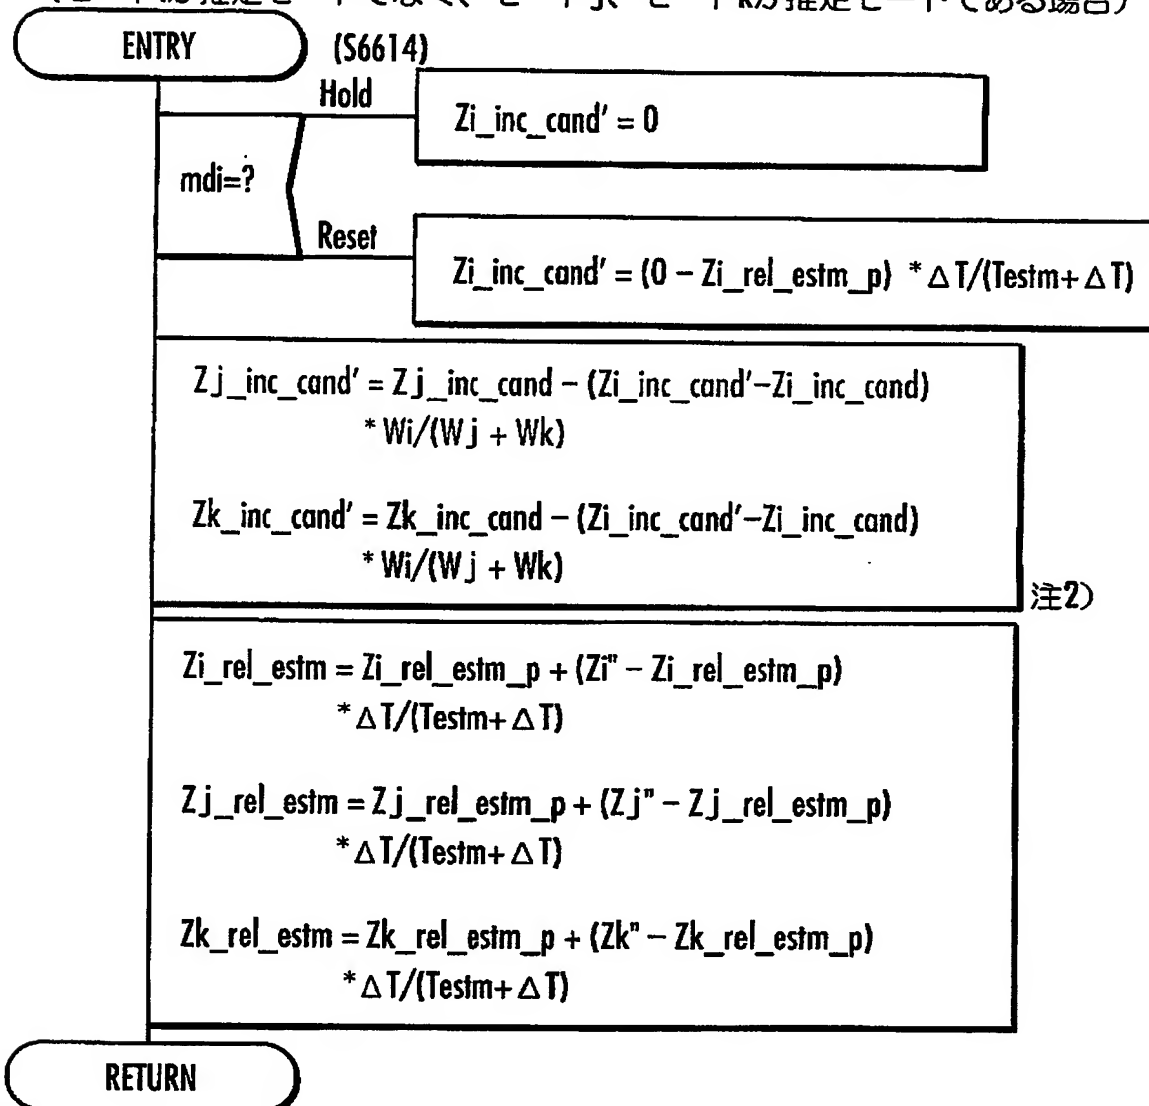 ENTRY
(S6614)
Hold
Zi_inc_cand' = 0
mdi=?
Reset
Zi_inc_cand' = (0 – Zi_rel_estm_p) *ΔT/(Testm+ΔT)
Zj_inc_cand' = Zj_inc_cand – (Zi_inc_cand'–Zi_inc_cand)
*Wi/(Wj + Wk)
Zk_inc_cand' = Zk_inc_cand – (Zi_inc_cand'–Zi_inc_cand)
*Wi/(Wj + Wk)
注2)
Zi_rel_estm = Zi_rel_estm_p + (Zi" – Zi_rel_estm_p)
*ΔT/(Testm+ΔT)
Zj_rel_estm = Zj_rel_estm_p + (Zj" – Zj_rel_estm_p)
*ΔT/(Testm+ΔT)
Zk_rel_estm = Zk_rel_estm_p + (Zk" – Zk_rel_estm_p)
*ΔT/(Testm+ΔT)
RETURN